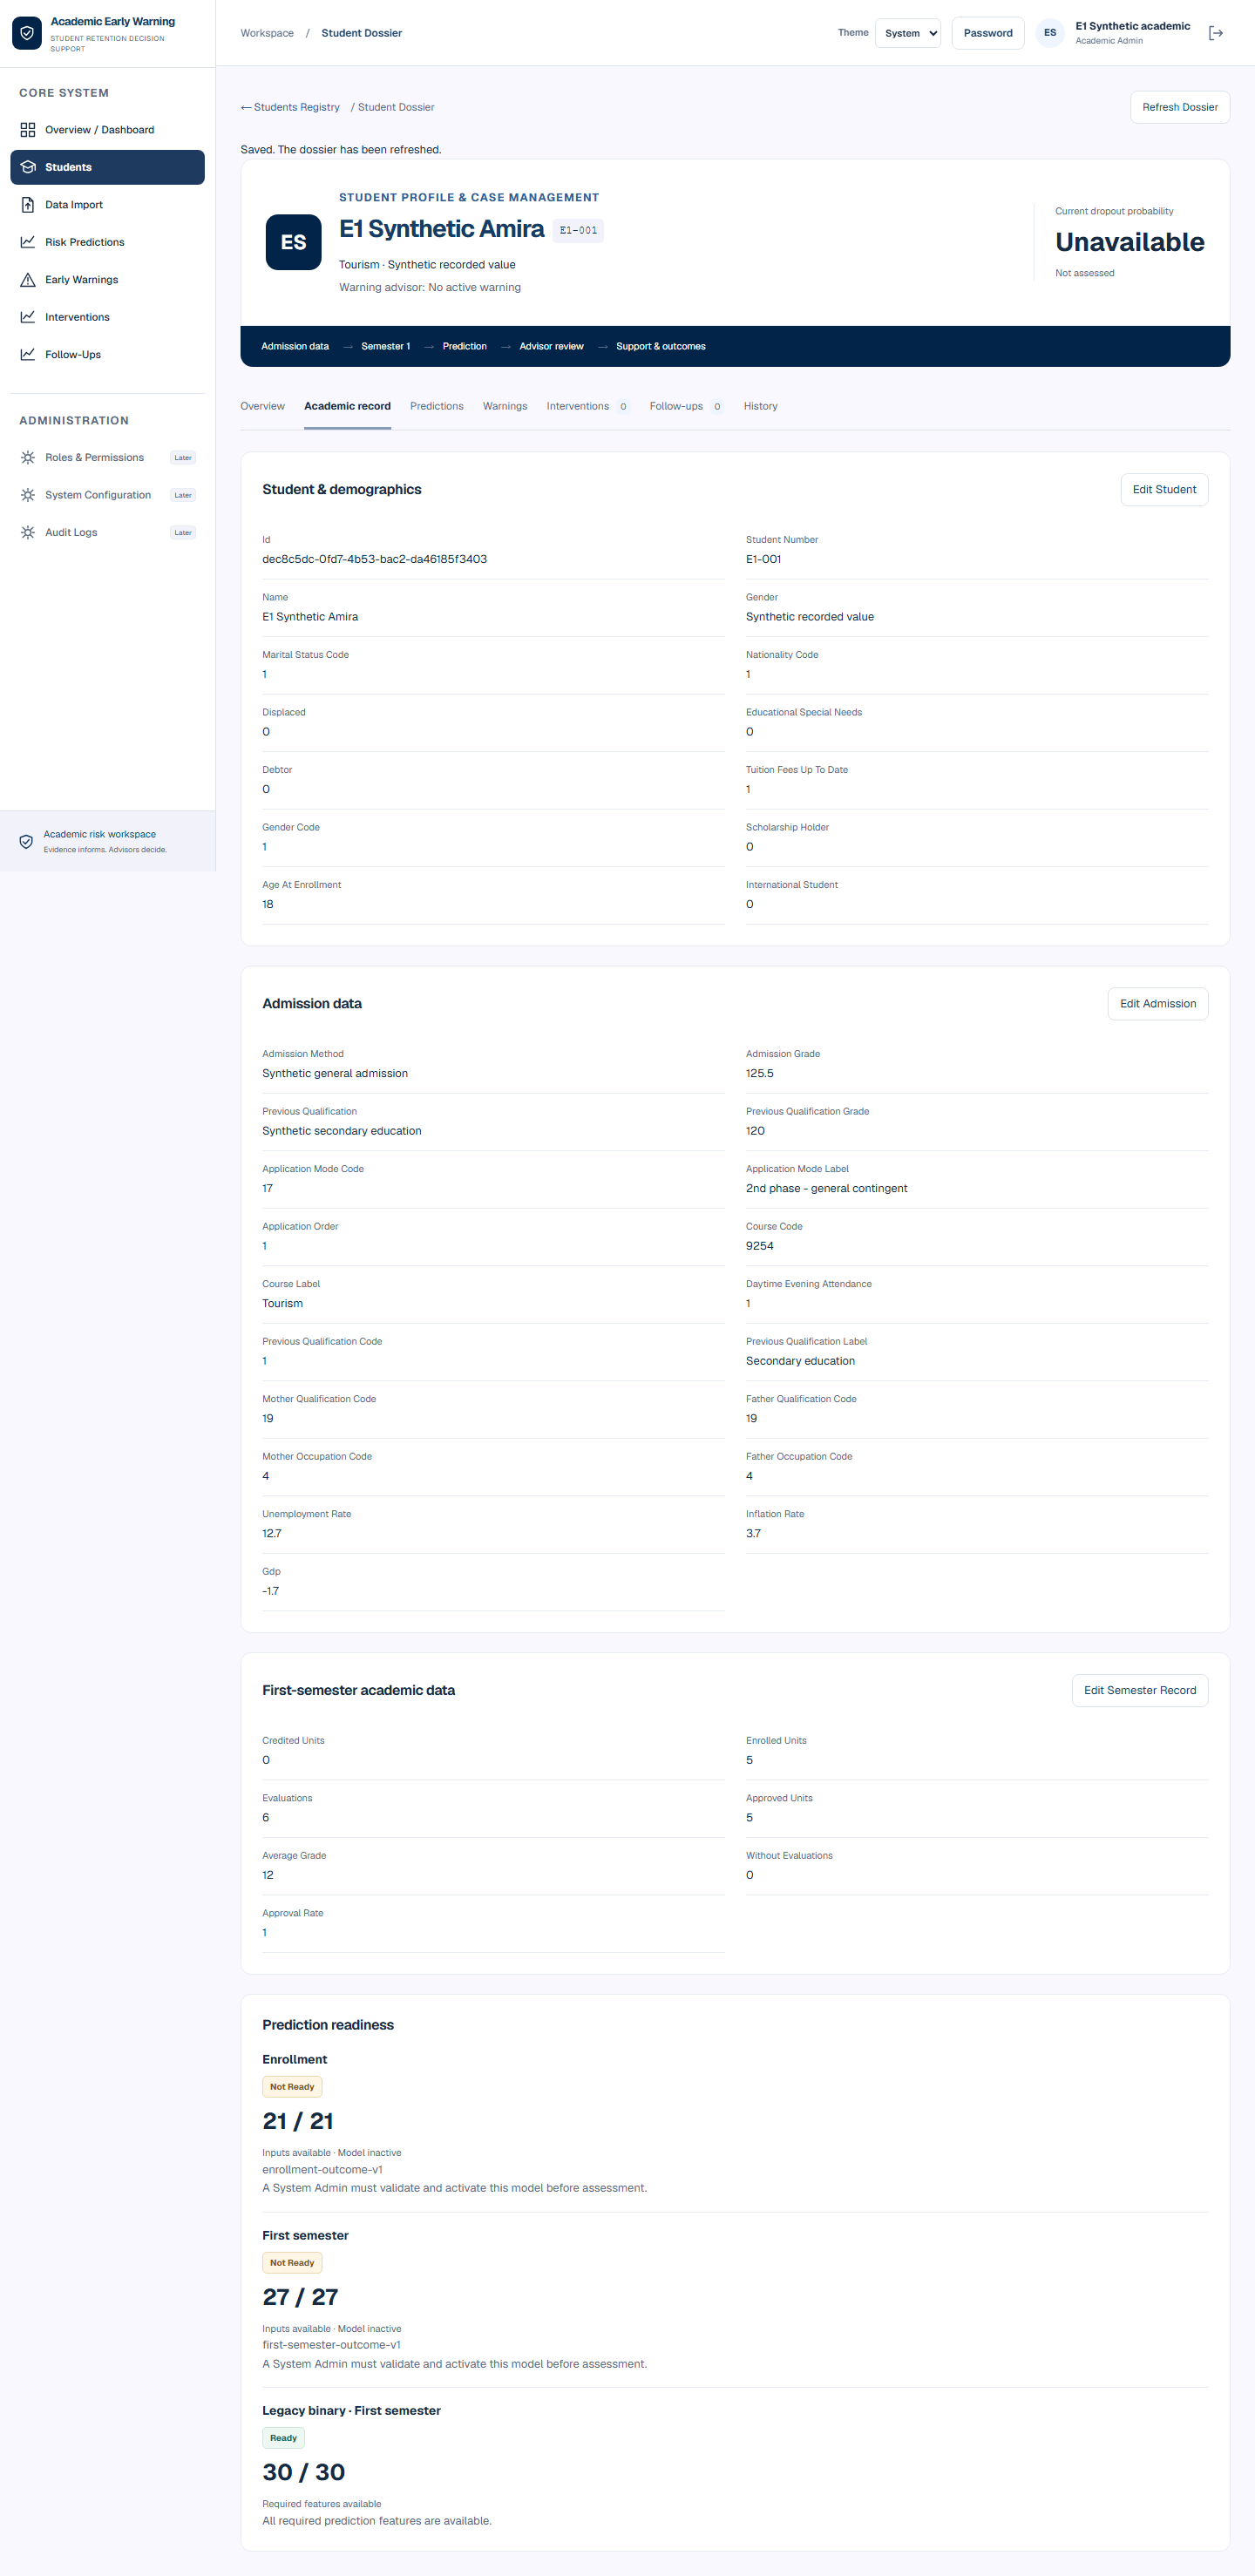 Academic Early Warning
STUDENT RETENTION DECISION
SUPPORT
CORE SYSTEM
Overview / Dashboard
Students
Data Import
Risk Predictions
Early Warnings
Interventions
Follow-Ups
ADMINISTRATION
Roles & Permissions Later
System Configuration Later
Audit Logs Later
Academic risk workspace
Evidence informs. Advisors decide.
Workspace / Student Dossier
Theme System Password ES E1 Synthetic academic
Academic Admin
← Students Registry / Student Dossier Refresh Dossier
Saved. The dossier has been refreshed.
STUDENT PROFILE & CASE MANAGEMENT
ES E1 Synthetic Amira E1-001
Tourism · Synthetic recorded value
Warning advisor: No active warning
Current dropout probability
Unavailable
Not assessed
Admission data → Semester 1 → Prediction → Advisor review → Support & outcomes
Overview Academic record Predictions Warnings Interventions 0 Follow-ups 0 History
Student & demographics Edit Student
Id Student Number
dec8c5dc-0fd7-4b53-bac2-da46185f3403 E1-001
Name Gender
E1 Synthetic Amira Synthetic recorded value
Marital Status Code Nationality Code
1 1
Displaced Educational Special Needs
0 0
Debtor Tuition Fees Up To Date
0 1
Gender Code Scholarship Holder
1 0
Age At Enrollment International Student
18 0
Admission data Edit Admission
Admission Method Admission Grade
Synthetic general admission 125.5
Previous Qualification Previous Qualification Grade
Synthetic secondary education 120
Application Mode Code Application Mode Label
17 2nd phase - general contingent
Application Order Course Code
1 9254
Course Label Daytime Evening Attendance
Tourism 1
Previous Qualification Code Previous Qualification Label
1 Secondary education
Mother Qualification Code Father Qualification Code
19 19
Mother Occupation Code Father Occupation Code
4 4
Unemployment Rate Inflation Rate
12.7 3.7
Gdp
-1.7
First-semester academic data Edit Semester Record
Credited Units Enrolled Units
0 5
Evaluations Approved Units
6 5
Average Grade Without Evaluations
12 0
Approval Rate
1
Prediction readiness
Enrollment
Not Ready
21 / 21
Inputs available · Model inactive
enrollment-outcome-v1
A System Admin must validate and activate this model before assessment.
First semester
Not Ready
27 / 27
Inputs available · Model inactive
first-semester-outcome-v1
A System Admin must validate and activate this model before assessment.
Legacy binary · First semester
Ready
30 / 30
Required features available
All required prediction features are available.